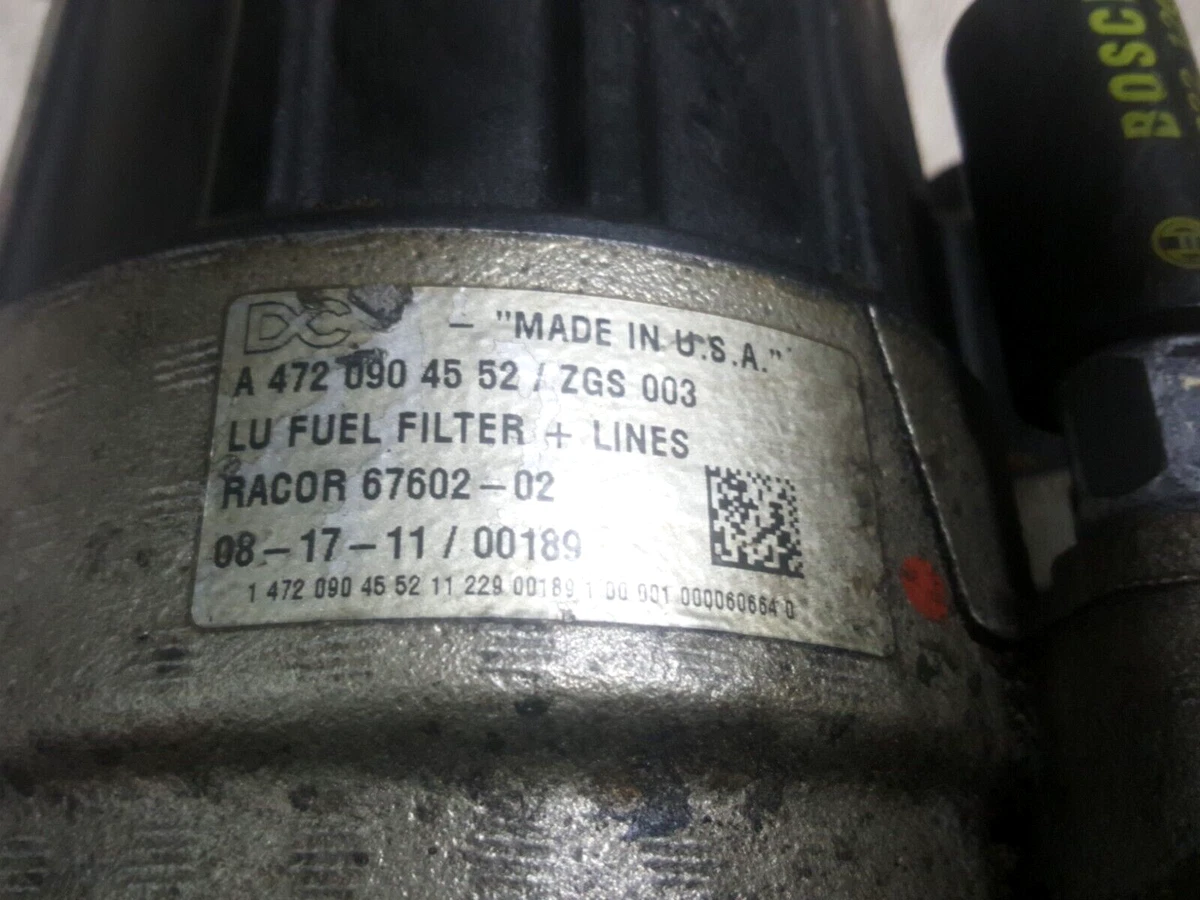 DC - "MADE IN U.S.A."
A 472 090 45 52 / ZGS 003
LU FUEL FILTER + LINES
RACOR 67602-02
08-17-11 / 00189
1 472 090 45 52 11 229 00189 1 00 001 000060664 0
BOSC